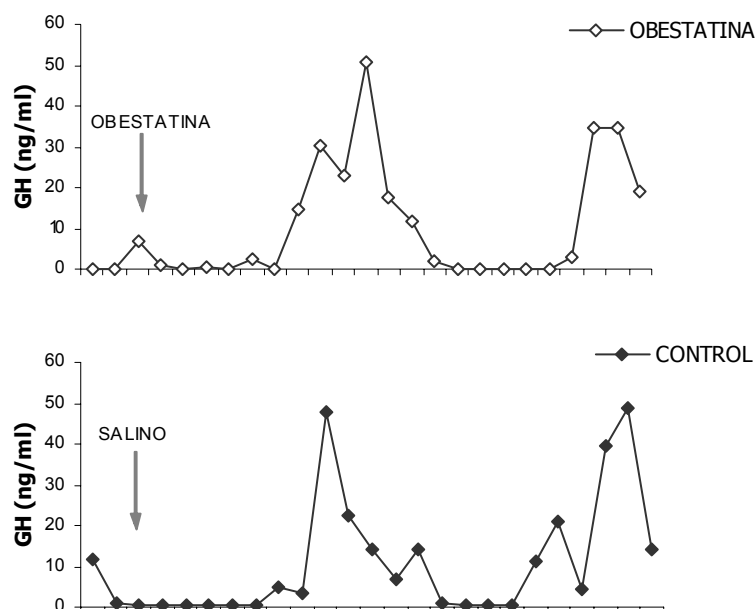 60
OBESTATINA
50
40
OBESTATINA
30
20
10
0
GH (ng/ml)
60
CONTROL
50
SALINO
40
30
20
10
0
GH (ng/ml)